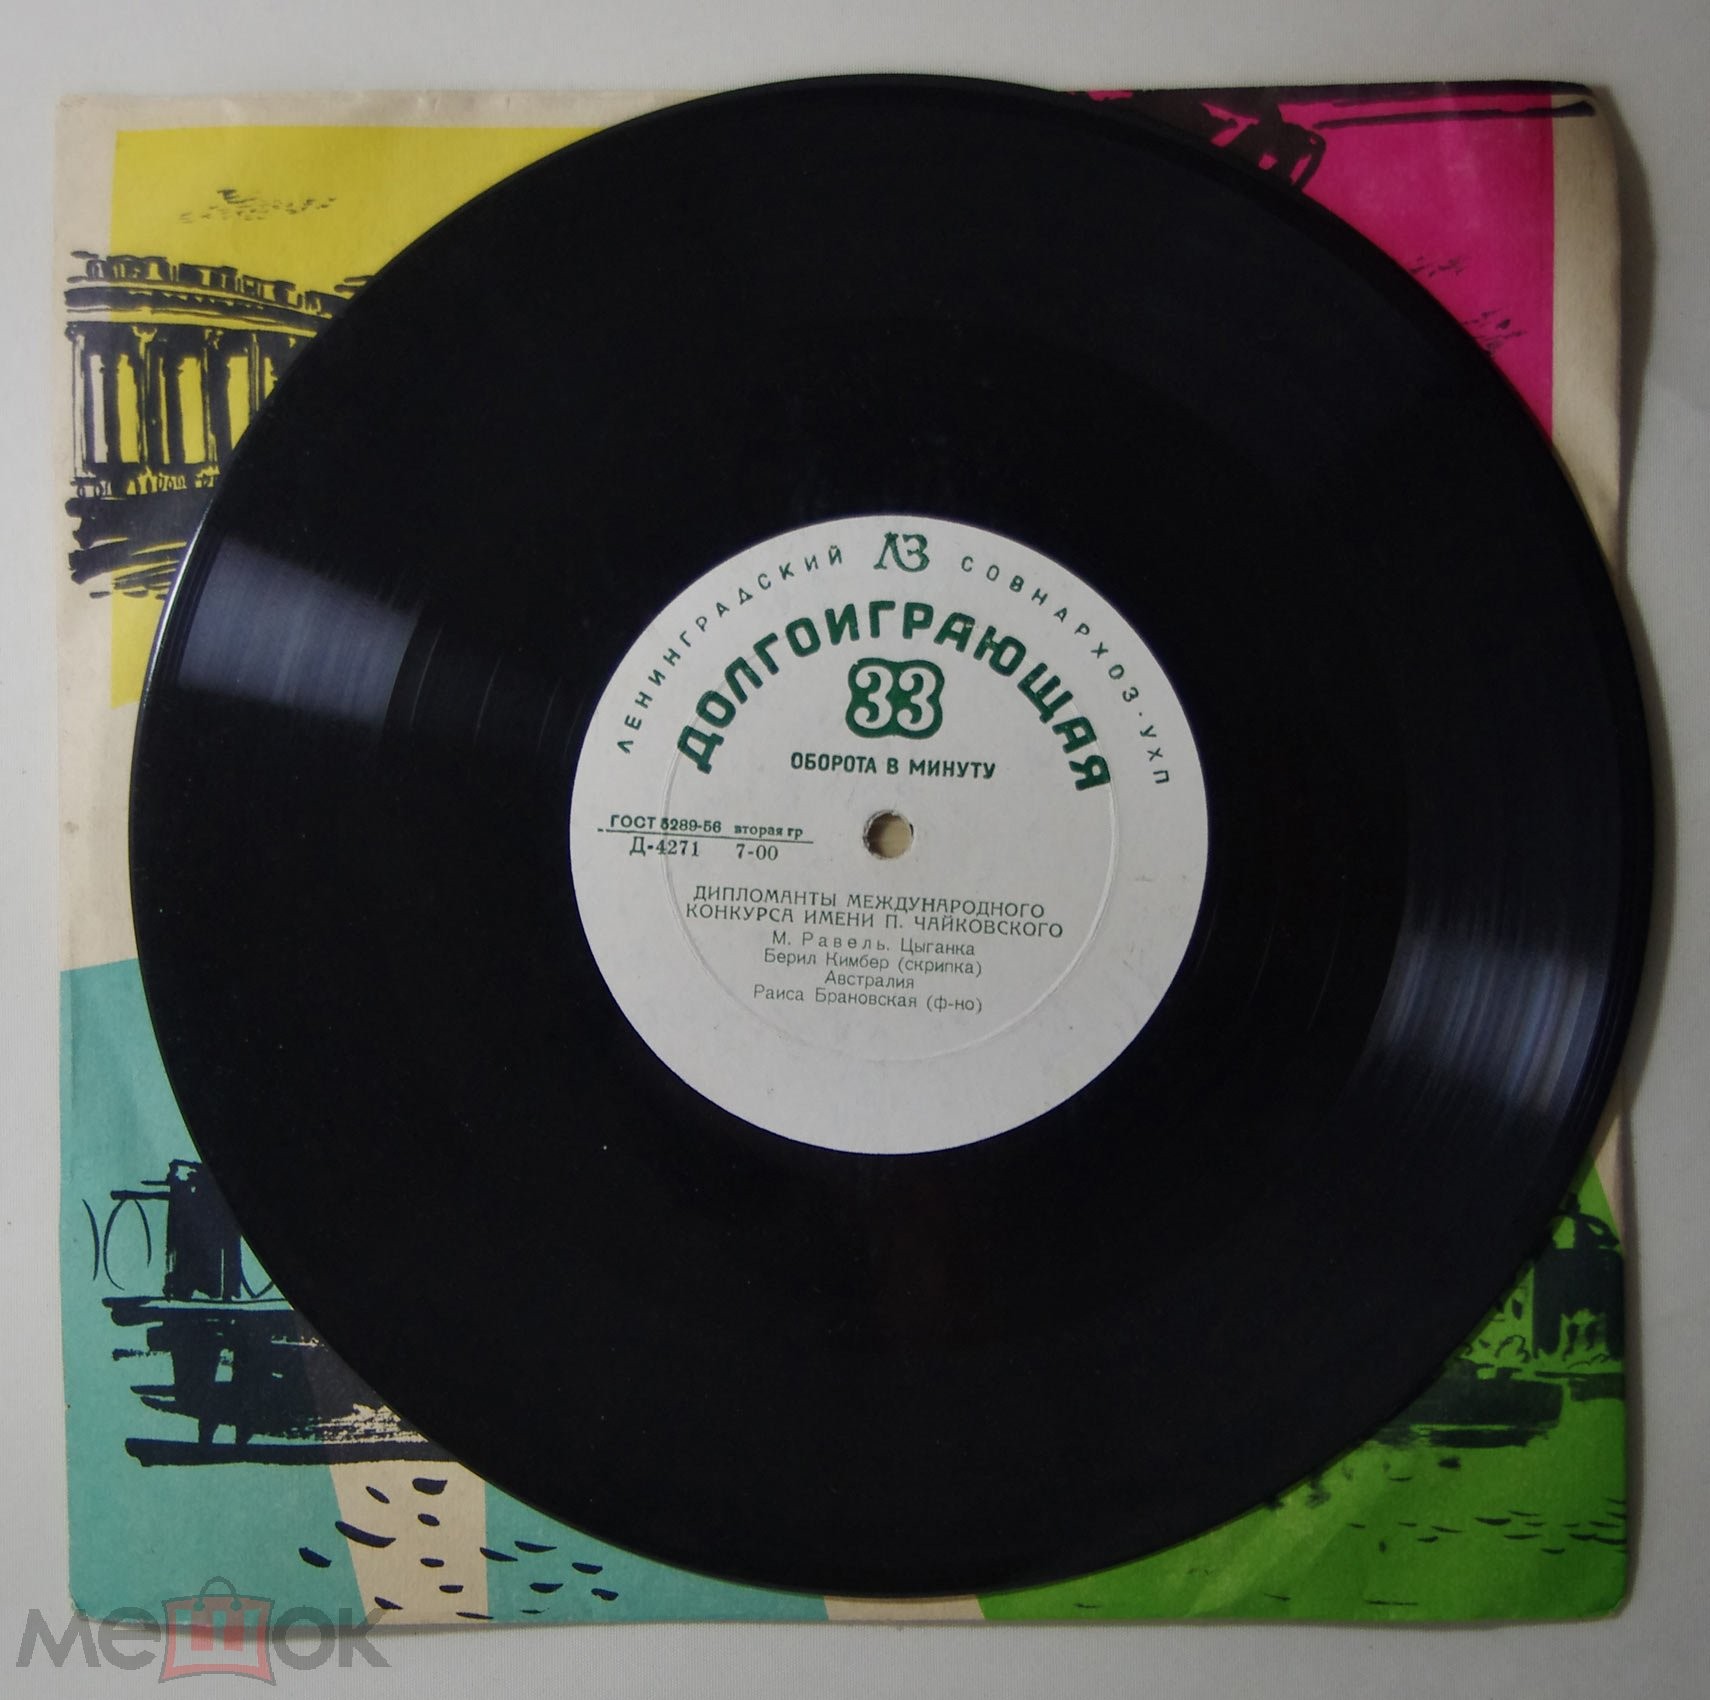 ЛЕНИНГРАДСКИЙ ЛЗ СОВНАРХОЗ·УХП
ДОЛГОИГРАЮЩАЯ
33
ОБОРОТА В МИНУТУ
ГОСТ 5289-56 вторая гр
Д-4271 7-00
ДИПЛОМАНТЫ МЕЖДУНАРОДНОГО
КОНКУРСА ИМЕНИ П. ЧАЙКОВСКОГО
М. Равель. Цыганка
Берил Кимбер (скрипка)
Австралия
Раиса Брановская (ф-но)
мешок